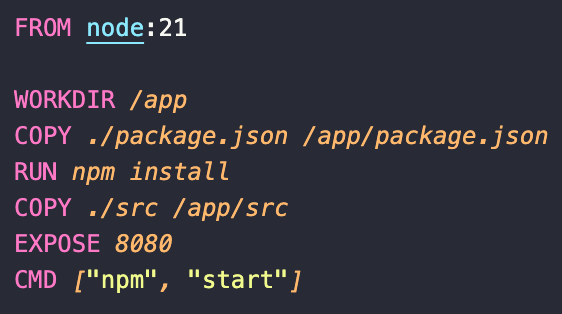 FROM node:21
WORKDIR /app
COPY ./package.json /app/package.json
RUN npm install
COPY ./src /app/src
EXPOSE 8080
CMD ["npm", "start"]